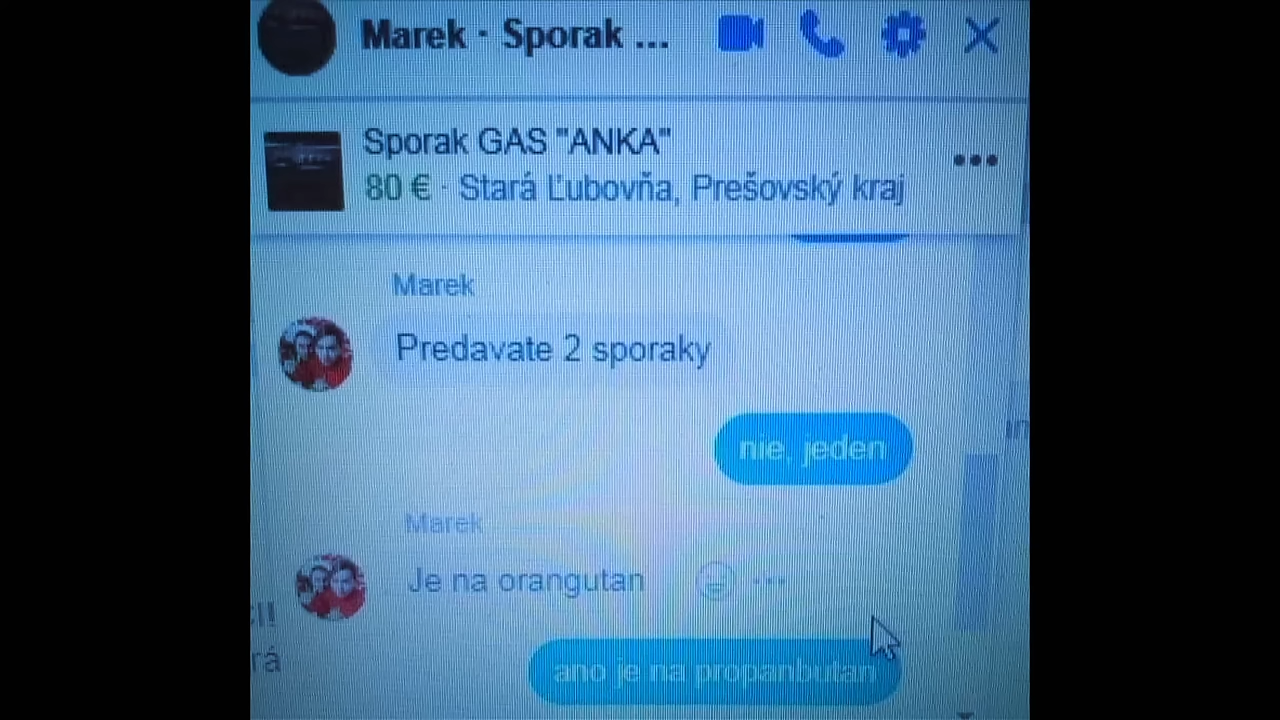 Marek · Sporak ...
Sporak GAS "ANKA"
80 € · Stará Ľubovňa, Prešovský kraj
Marek
Predavate 2 sporaky
nie, jeden
Marek
Je na orangutan
ano je na propanbutan